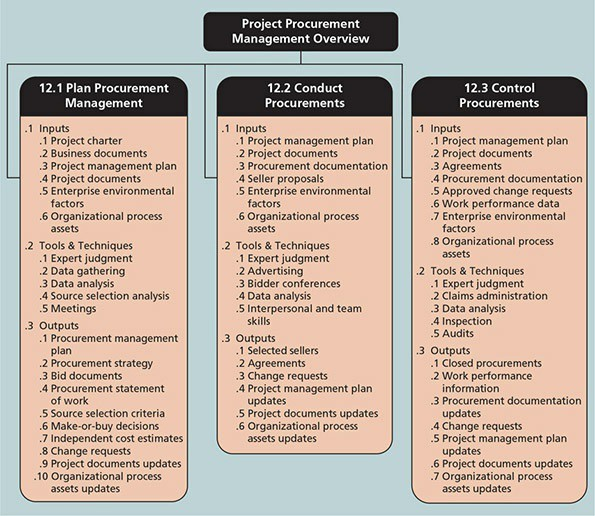 Project Procurement
Management Overview
12.1 Plan Procurement
Management
.1 Inputs
.1 Project charter
.2 Business documents
.3 Project management plan
.4 Project documents
.5 Enterprise environmental
factors
.6 Organizational process
assets
.2 Tools & Techniques
.1 Expert judgment
.2 Data gathering
.3 Data analysis
.4 Source selection analysis
.5 Meetings
.3 Outputs
.1 Procurement management
plan
.2 Procurement strategy
.3 Bid documents
.4 Procurement statement
of work
.5 Source selection criteria
.6 Make-or-buy decisions
.7 Independent cost estimates
.8 Change requests
.9 Project documents updates
.10 Organizational process
assets updates
12.2 Conduct
Procurements
.1 Inputs
.1 Project management plan
.2 Project documents
.3 Procurement documentation
.4 Seller proposals
.5 Enterprise environmental
factors
.6 Organizational process
assets
.2 Tools & Techniques
.1 Expert judgment
.2 Advertising
.3 Bidder conferences
.4 Data analysis
.5 Interpersonal and team
skills
.3 Outputs
.1 Selected sellers
.2 Agreements
.3 Change requests
.4 Project management plan
updates
.5 Project documents updates
.6 Organizational process
assets updates
12.3 Control
Procurements
.1 Inputs
.1 Project management plan
.2 Project documents
.3 Agreements
.4 Procurement documentation
.5 Approved change requests
.6 Work performance data
.7 Enterprise environmental
factors
.8 Organizational process
assets
.2 Tools & Techniques
.1 Expert judgment
.2 Claims administration
.3 Data analysis
.4 Inspection
.5 Audits
.3 Outputs
.1 Closed procurements
.2 Work performance
information
.3 Procurement documentation
updates
.4 Change requests
.5 Project management plan
updates
.6 Project documents updates
.7 Organizational process
assets updates